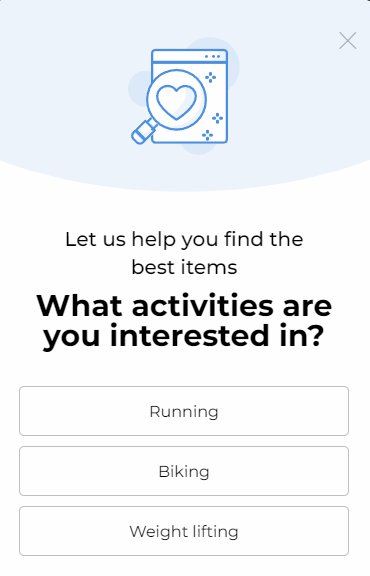 Let us help you find the
best items
What activities are
you interested in?
Running
Biking
Weight lifting